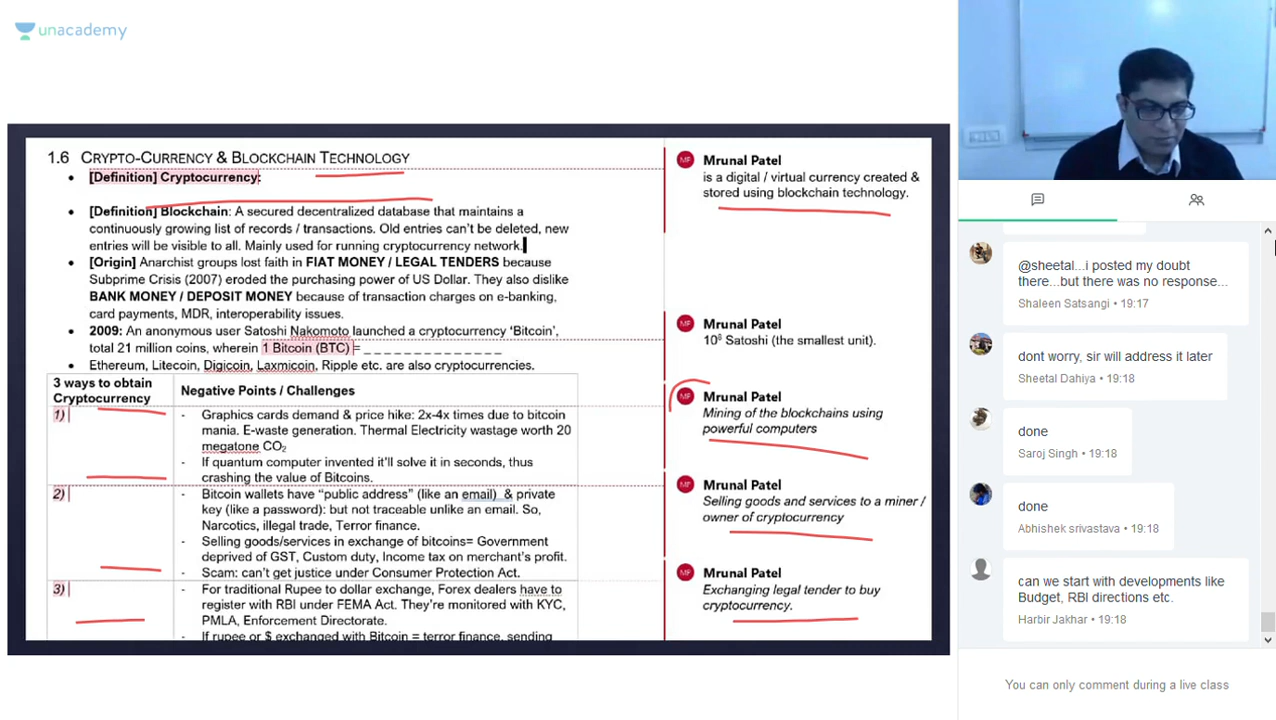 unacademy
1.6 CRYPTO-CURRENCY & BLOCKCHAIN TECHNOLOGY
• [Definition] Cryptocurrency:
• [Definition] Blockchain: A secured decentralized database that maintains a
continuously growing list of records / transactions. Old entries can't be deleted, new
entries will be visible to all. Mainly used for running cryptocurrency network.
• [Origin] Anarchist groups lost faith in FIAT MONEY / LEGAL TENDERS because
Subprime Crisis (2007) eroded the purchasing power of US Dollar. They also dislike
BANK MONEY / DEPOSIT MONEY because of transaction charges on e-banking,
card payments, MDR, interoperability issues.
• 2009: An anonymous user Satoshi Nakomoto launched a cryptocurrency 'Bitcoin',
total 21 million coins, wherein 1 Bitcoin (BTC) = _ _ _ _ _ _ _ _ _ _ _ _ _ _
• Ethereum, Litecoin, Digicoin, Laxmicoin, Ripple etc. are also cryptocurrencies.
3 ways to obtain
Cryptocurrency
Negative Points / Challenges
1)
- Graphics cards demand & price hike: 2x-4x times due to bitcoin
mania. E-waste generation. Thermal Electricity wastage worth 20
megatone CO2
- If quantum computer invented it'll solve it in seconds, thus
crashing the value of Bitcoins.
2)
- Bitcoin wallets have "public address" (like an email) & private
key (like a password): but not traceable unlike an email. So,
Narcotics, illegal trade, Terror finance.
- Selling goods/services in exchange of bitcoins= Government
deprived of GST, Custom duty, Income tax on merchant's profit.
- Scam: can't get justice under Consumer Protection Act.
3)
- For traditional Rupee to dollar exchange, Forex dealers have to
register with RBI under FEMA Act. They're monitored with KYC,
PMLA, Enforcement Directorate.
- If rupee or $ exchanged with Bitcoin = terror finance, sending
MP Mrunal Patel
is a digital / virtual currency created &
stored using blockchain technology.
MP Mrunal Patel
MP Mrunal Patel
Mining of the blockchains using
powerful computers
MP Mrunal Patel
Selling goods and services to a miner /
owner of cryptocurrency
MP Mrunal Patel
Exchanging legal tender to buy
cryptocurrency.
@sheetal...i posted my doubt
there...but there was no response...
Shaleen Satsangi • 19:17
dont worry, sir will address it later
Sheetal Dahiya • 19:18
done
Saroj Singh • 19:18
done
Abhishek srivastava • 19:18
can we start with developments like
Budget, RBI directions etc.
Harbir Jakhar • 19:18
You can only comment during a live class